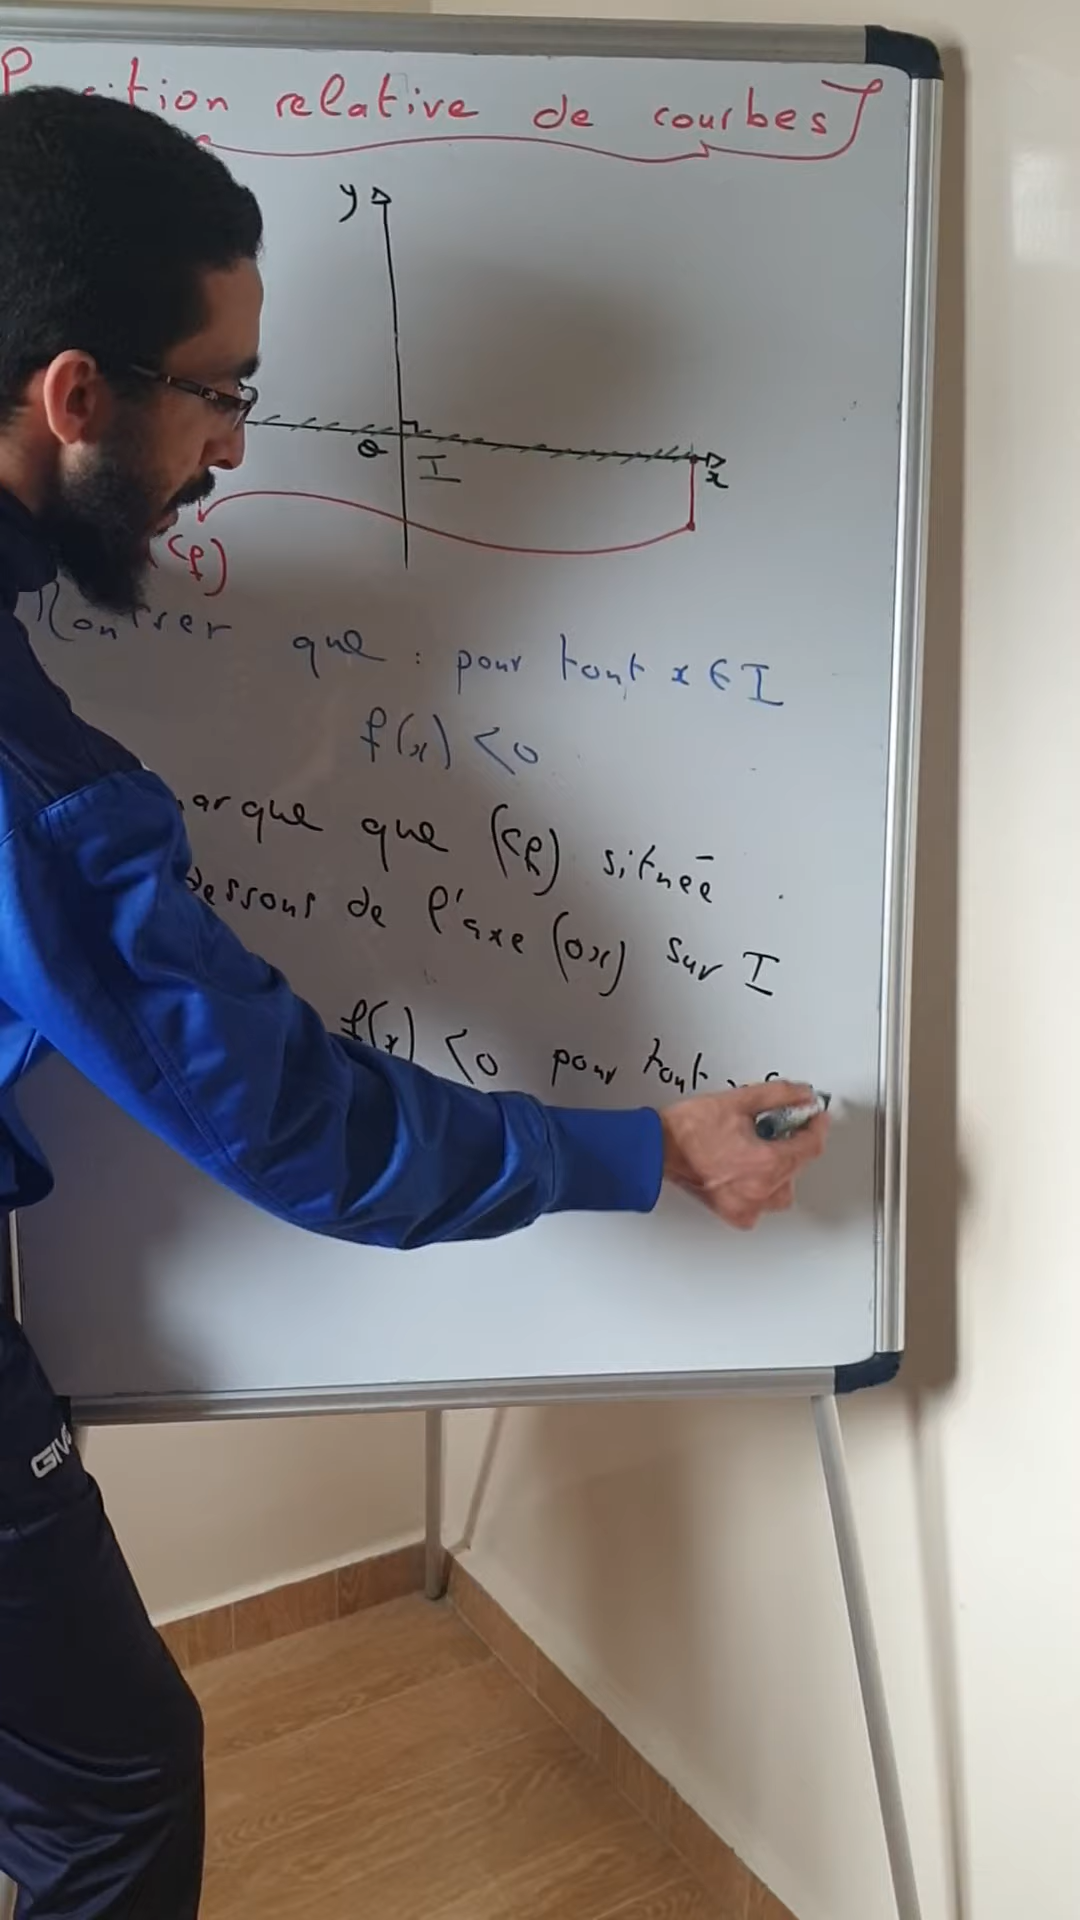 relative de courbes
y
O
I
x
(Cf)
Montrer que : pour tout x ∈ I
f(x) < 0
que (Cf) située
de l'axe (ox) sur I
f(x) < 0 pour tout